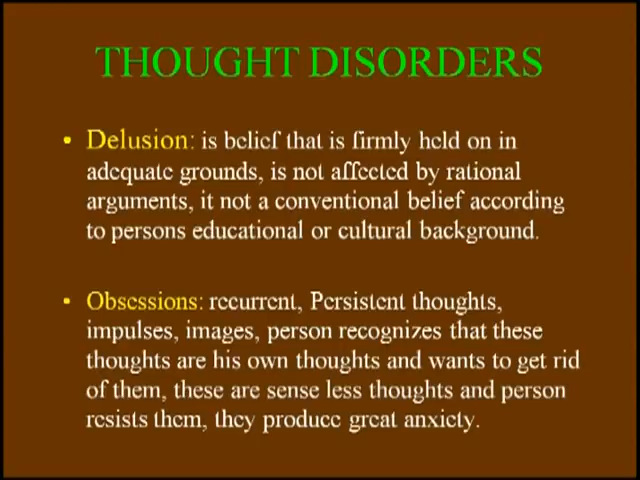 THOUGHT DISORDERS
• Delusion: is belief that is firmly held on in
adequate grounds, is not affected by rational
arguments, it not a conventional belief according
to persons educational or cultural background.
• Obsessions: recurrent, Persistent thoughts,
impulses, images, person recognizes that these
thoughts are his own thoughts and wants to get rid
of them, these are sense less thoughts and person
resists them, they produce great anxiety.